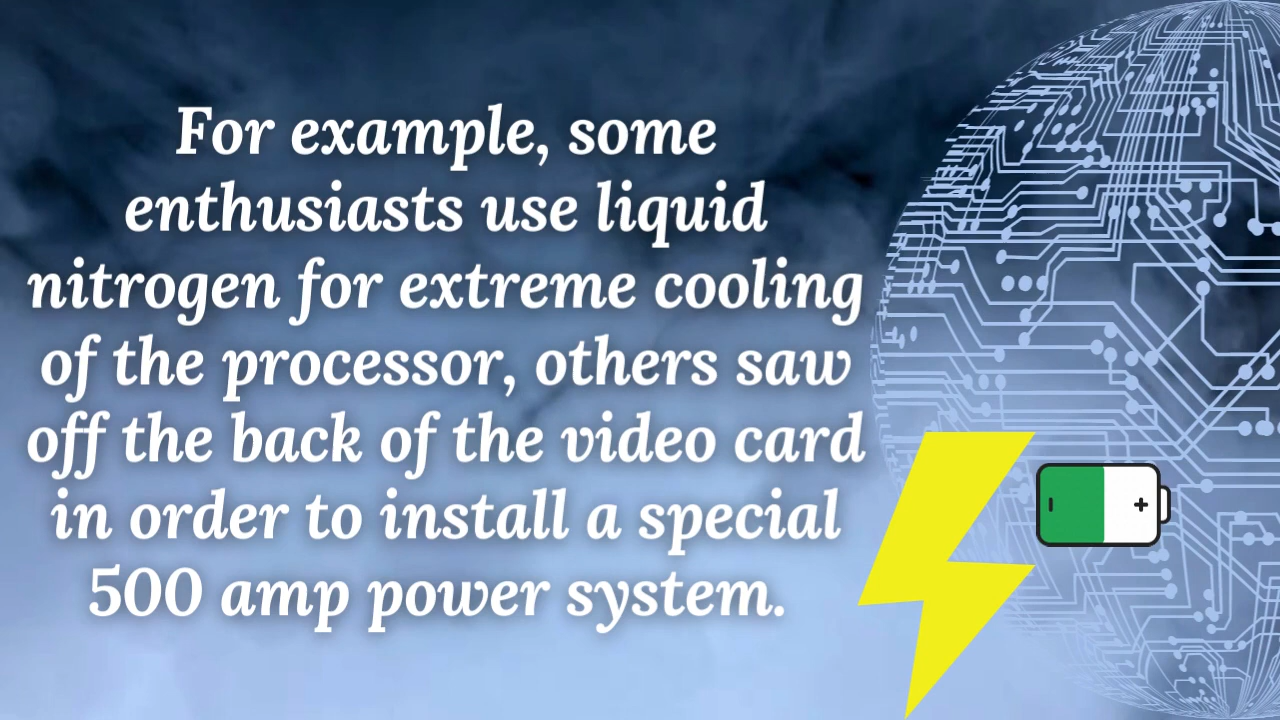 For example, some
enthusiasts use liquid
nitrogen for extreme cooling
of the processor, others saw
off the back of the video card
in order to install a special
500 amp power system.